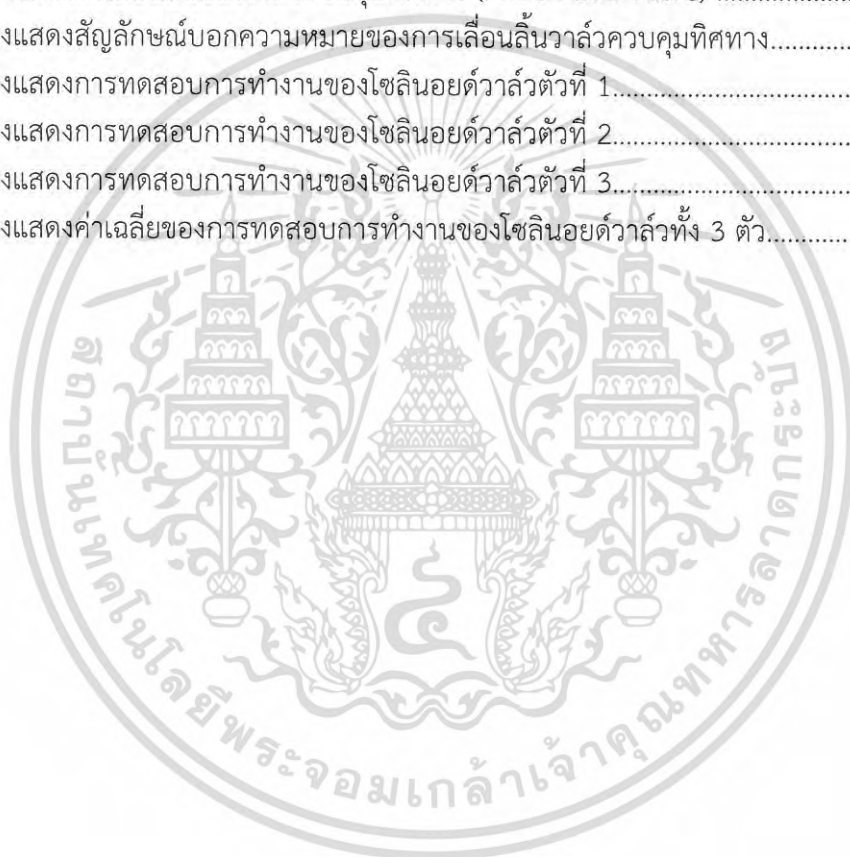 งแสดงสัญลักษณ์บอกความหมายของการเลื่อนลิ้นวาล์วควบคุมทิศทาง............
งแสดงการทดสอบการทำงานของโซลินอยด์วาล์วตัวที่ 1..................................
งแสดงการทดสอบการทำงานของโซลินอยด์วาล์วตัวที่ 2..................................
งแสดงการทดสอบการทำงานของโซลินอยด์วาล์วตัวที่ 3..................................
งแสดงค่าเฉลี่ยของการทดสอบการทำงานของโซลินอยด์วาล์วทั้ง 3 ตัว............
สถาบันเทคโนโลยีพระจอมเกล้าเจ้าคุณทหารลาดกระบัง